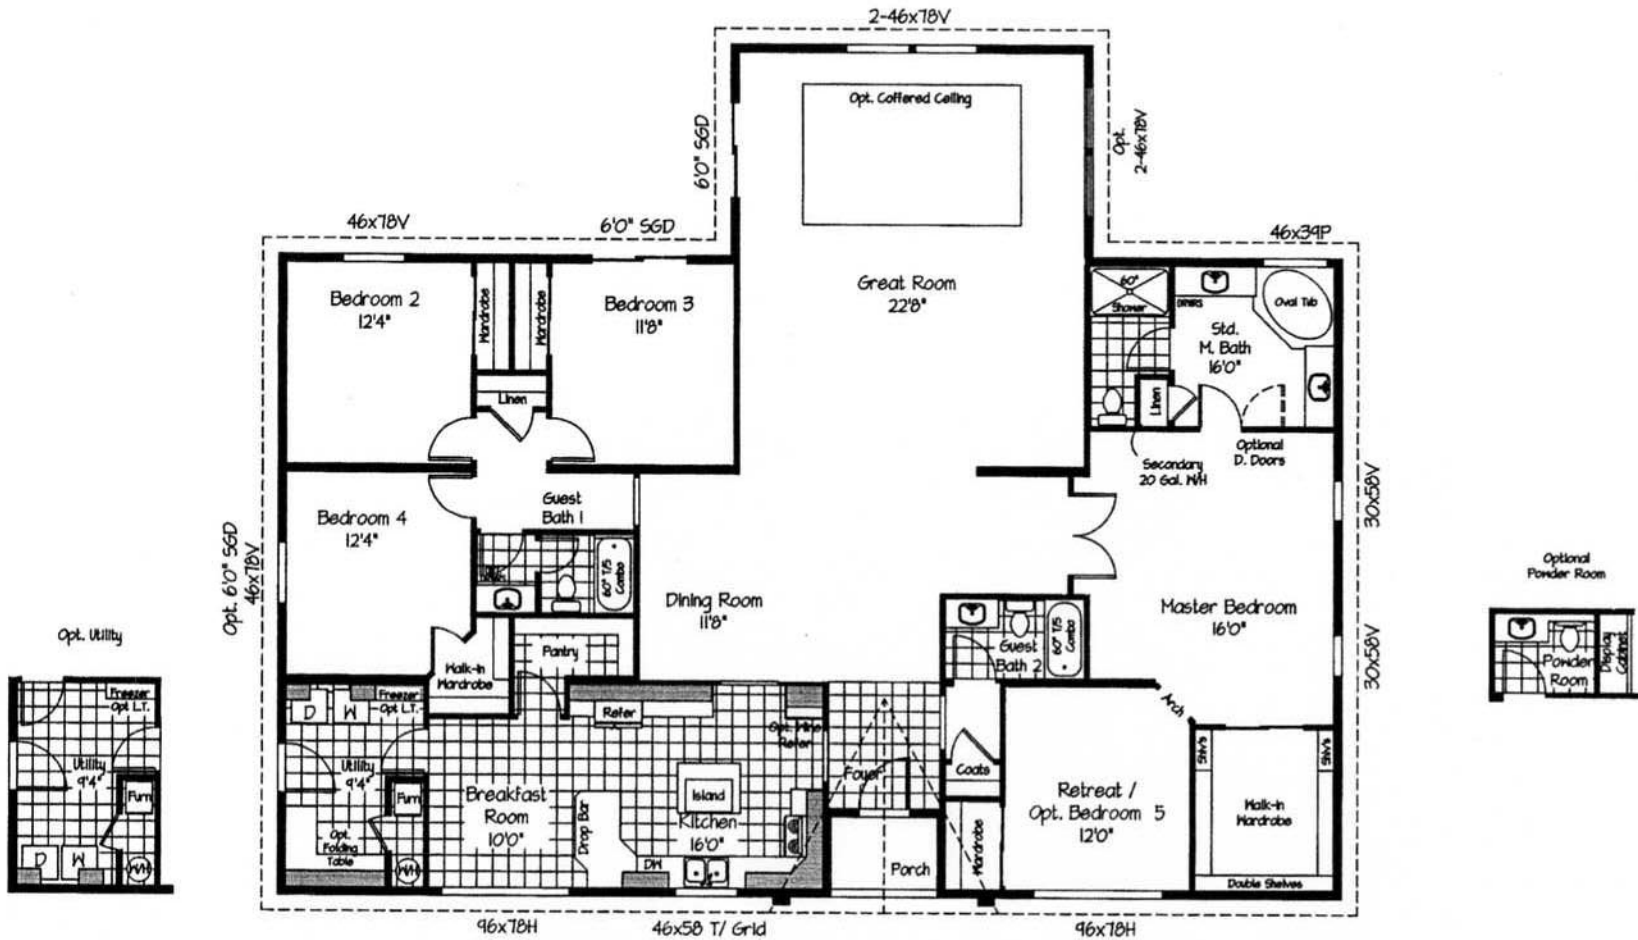 2-46x78V
Opt. Coffered Ceiling
6'0" SGD
Opt.
2-46x78V
46x78V
6'0" SGD
46x39P
Bedroom 2
12'4"
Wardrobe
Wardrobe
Bedroom 3
11'8"
Great Room
22'8"
60"
Shower
DRWRS
Oval Tub
Std.
M. Bath
16'0"
Linen
Linen
Optional
D. Doors
Secondary
20 Gal. W/H
30x58V
Guest
Bath 1
Bedroom 4
12'4"
Opt. 6'0" SGD
46x78V
60" T/S
Combo
Dining Room
11'8"
Master Bedroom
16'0"
Guest
Bath 2
60" T/S
Combo
30x58V
Optional
Powder Room
Powder
Room
Display
Cabinet
Opt. Utility
Freezer
Opt L.T.
Utility
9'4"
Furn
D
W
W/H
Pantry
Walk-In
Wardrobe
D
W
Freezer
Opt L.T.
Refer
Opt. Wine
Refer
Arch
Utility
9'4"
Furn
Opt.
Folding
Table
W/H
Breakfast
Room
10'0"
Drop Bar
Island
Kitchen
16'0"
DW
Foyer
Coats
Wardrobe
Porch
Retreat /
Opt. Bedroom 5
12'0"
Shlv's
Shlv's
Walk-In
Wardrobe
Double Shelves
96x78H
46x58 T/ Grid
96x78H